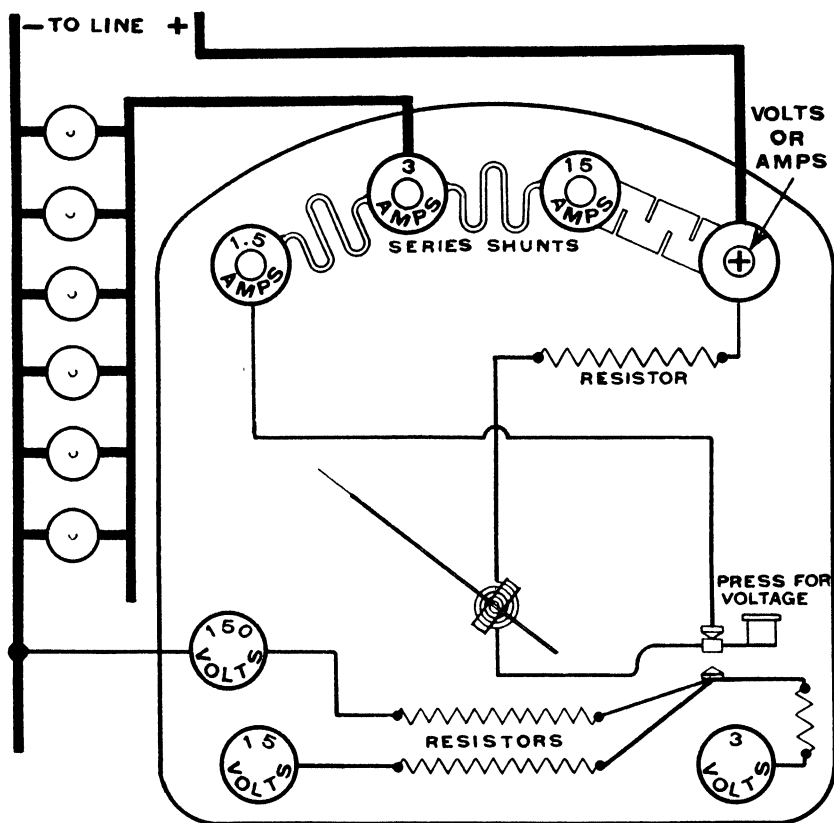 − TO LINE +
VOLTS
OR
AMPS
3
AMPS
15
AMPS
1.5
AMPS
SERIES SHUNTS
+
RESISTOR
PRESS FOR
VOLTAGE
150
VOLTS
RESISTORS
15
VOLTS
3
VOLTS